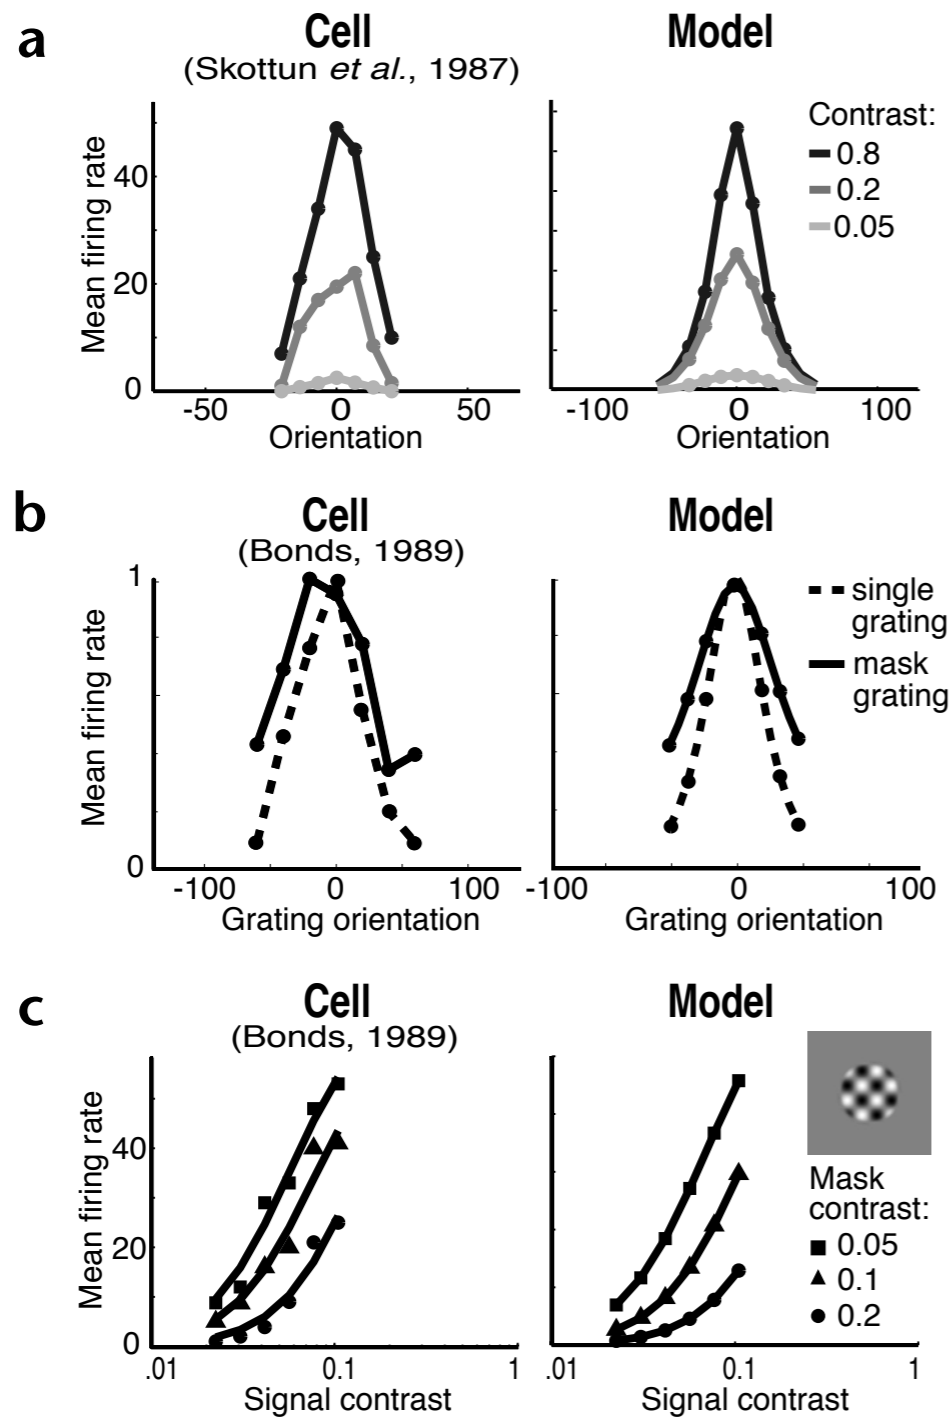 a
Cell
(Skottun et al., 1987)
Model
Mean firing rate
40
20
0
-50
0
50
Orientation
-100
0
100
Orientation
Contrast:
0.8
0.2
0.05
b
Cell
(Bonds, 1989)
Model
Mean firing rate
1
0
-100
0
100
Grating orientation
-100
0
100
Grating orientation
single
grating
mask
grating
c
Cell
(Bonds, 1989)
Model
Mean firing rate
40
20
0
.01
0.1
1
Signal contrast
.01
0.1
1
Signal contrast
Mask
contrast:
0.05
0.1
0.2